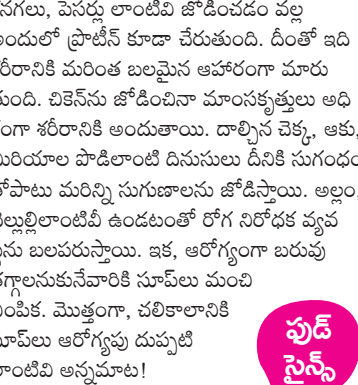 నగలు, పెసర్లు లాంటివి జోడించడం వల్ల
అందులో ప్రొటీన్ కూడా చేరుతుంది. దీంతో ఇది
శరీరానికి మరింత బలమైన ఆహారంగా మారు
తుంది. చికెన్‌ను జోడించినా మాంసకృత్తులు అధి
కంగా శరీరానికి అందుతాయి. దాల్చిన చెక్క, ఆకు,
మిరియాల పొడిలాంటి దినుసులు దీనికి సుగంధం
తోపాటు మరిన్ని సుగుణాలను జోడిస్తాయి. అల్లం,
వెల్లుల్లిలాంటివీ ఉండటంతో రోగ నిరోధక వ్యవ
స్థను బలపరుస్తాయి. ఇక, ఆరోగ్యంగా బరువు
తగ్గాలనుకునేవారికి సూప్‌లు మంచి
ఎంపిక. మొత్తంగా, చలికాలానికి
సూప్‌లు ఆరోగ్యపు దుప్పటి
లాంటివి అన్నమాట!
ఫుడ్
సైన్స్